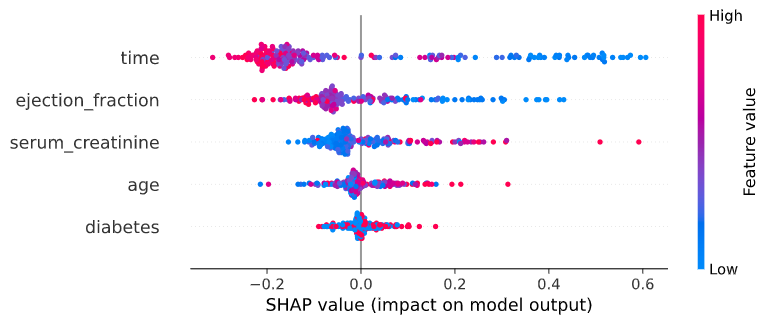 High
time
ejection_fraction
serum_creatinine
age
diabetes
Feature value
Low
−0.2 0.0 0.2 0.4 0.6
SHAP value (impact on model output)